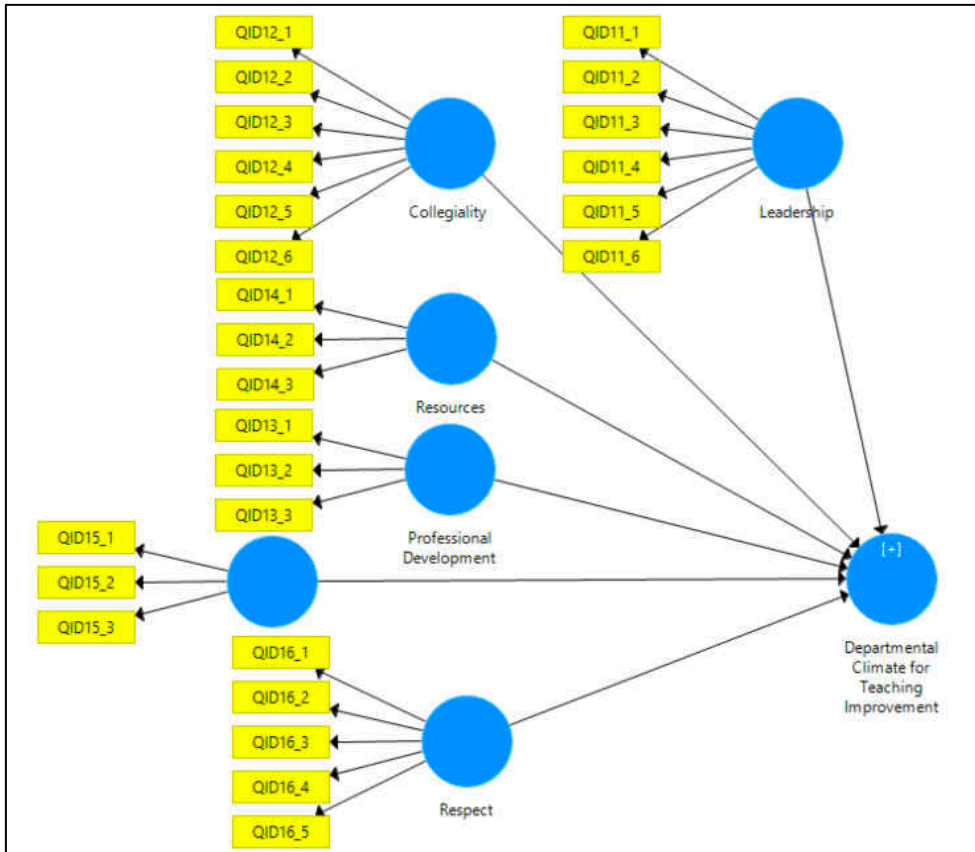 QID12_1
QID12_2
QID12_3
QID12_4
QID12_5
QID12_6
Collegiality
QID11_1
QID11_2
QID11_3
QID11_4
QID11_5
QID11_6
Leadership
QID14_1
QID14_2
QID14_3
Resources
QID13_1
QID13_2
QID13_3
Professional
Development
QID15_1
QID15_2
QID15_3
[+]
Departmental
Climate for
Teaching
Improvement
QID16_1
QID16_2
QID16_3
QID16_4
QID16_5
Respect